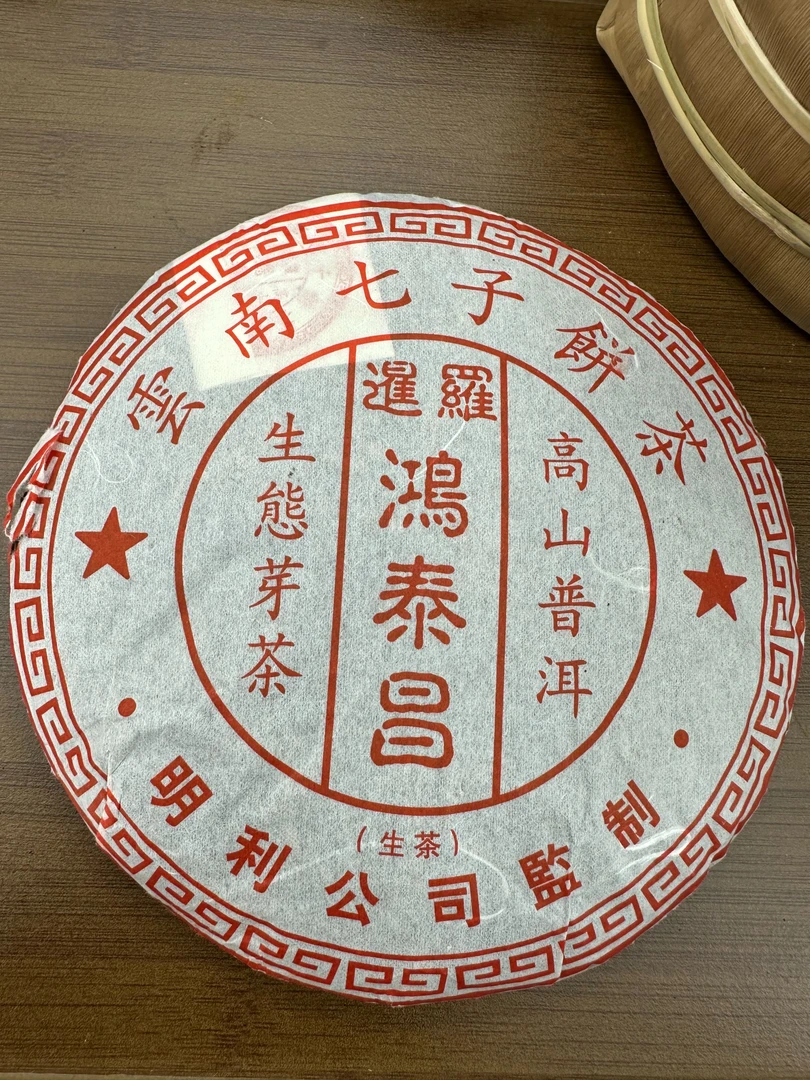 雲南七子餅茶
暹羅
鴻泰昌
高山普洱
生態芽茶
(生茶)
明利公司監制